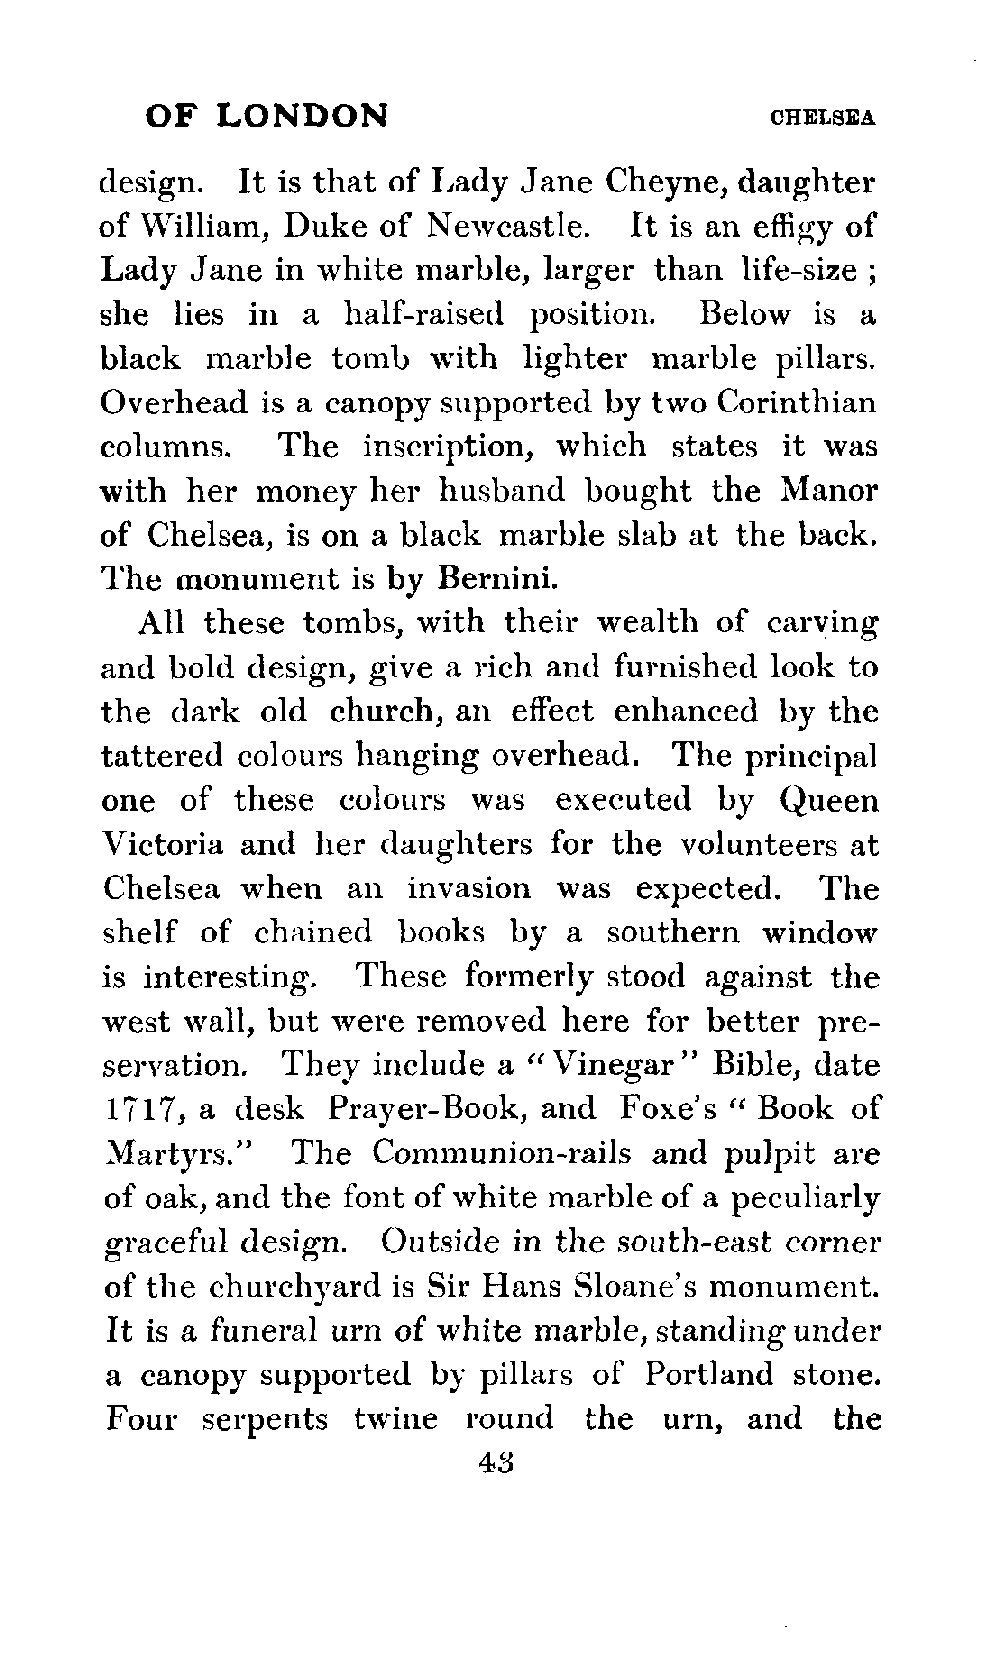 OF LONDON CHELSEA
design. It is that of Lady Jane Cheyne, daughter
of William, Duke of Newcastle. It is an effigy of
Lady Jane in white marble, larger than life-size ;
she lies in a half-raised position. Below is a
black marble tomb with lighter marble pillars.
Overhead is a canopy supported by two Corinthian
columns. The inscription, which states it was
with her money her husband bought the Manor
of Chelsea, is on a black marble slab at the back.
The monument is by Bernini.
All these tombs, with their wealth of carving
and bold design, give a rich and furnished look to
the dark old church, an effect enhanced by the
tattered colours hanging overhead. The principal
one of these colours was executed by Queen
Victoria and her daughters for the volunteers at
Chelsea when an invasion was expected. The
shelf of chained books by a southern window
is interesting. These formerly stood against the
west wall, but were removed here for better pre-
servation. They include a “ Vinegar ” Bible, date
1717, a desk Prayer-Book, and Foxe's “ Book of
Martyrs.” The Communion-rails and pulpit are
of oak, and the font of white marble of a peculiarly
graceful design. Outside in the south-east corner
of the churchyard is Sir Hans Sloane's monument.
It is a funeral urn of white marble, standing under
a canopy supported by pillars of Portland stone.
Four serpents twine round the urn, and the
43